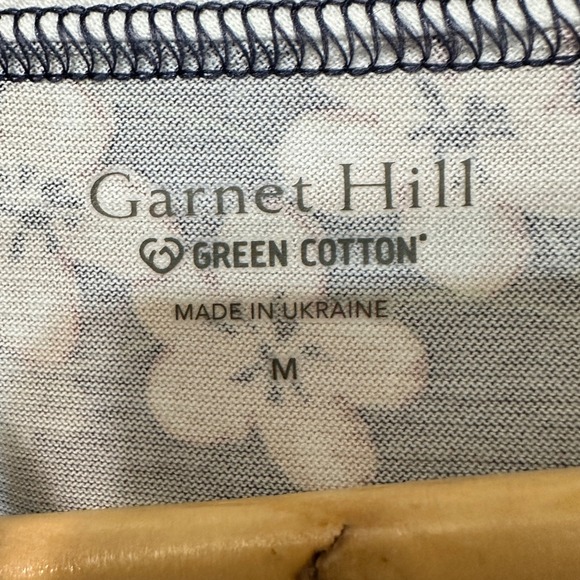 Garnet Hill
GREEN COTTON®
MADE IN UKRAINE
M